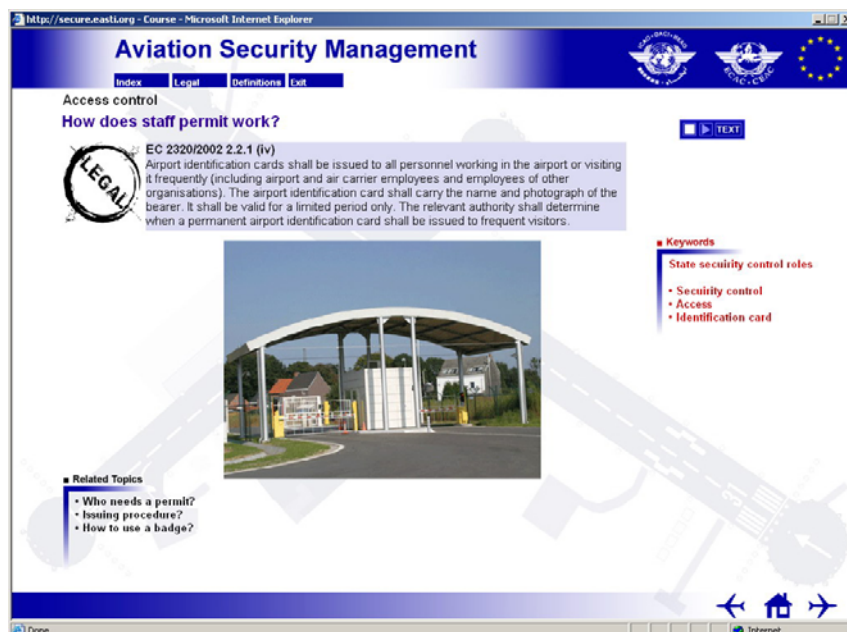 http://secure.easti.org - Course - Microsoft Internet Explorer
Aviation Security Management
Index Legal Definitions Exit
Access control
How does staff permit work?
TEXT
LEGAL
EC 2320/2002 2.2.1 (iv)
Airport identification cards shall be issued to all personnel working in the airport or visiting
it frequently (including airport and air carrier employees and employees of other
organisations). The airport identification card shall carry the name and photograph of the
bearer. It shall be valid for a limited period only. The relevant authority shall determine
when a permanent airport identification card shall be issued to frequent visitors.
Keywords
State secuirity control roles
• Secuirity control
• Access
• Identification card
Related Topics
• Who needs a permit?
• Issuing procedure?
• How to use a badge?
31
Done
Internet